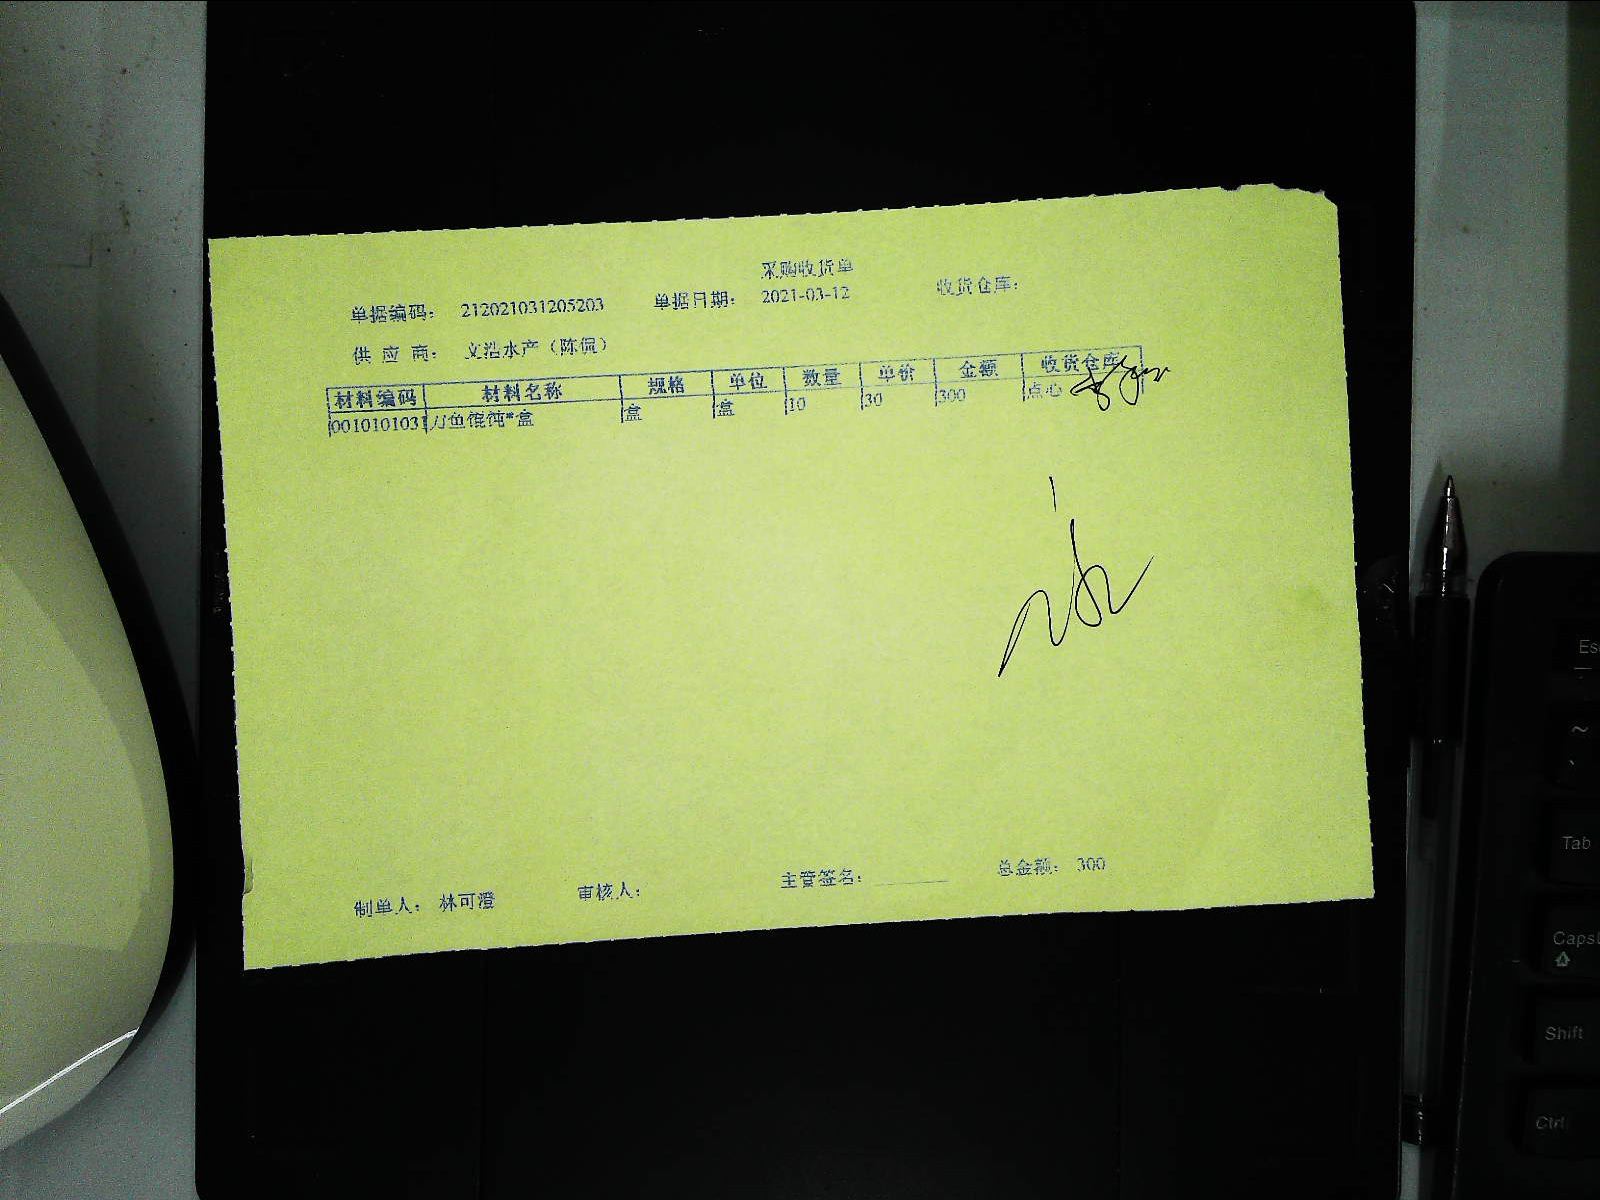 采购收货单
单据编码： 212021031205203 单据日期： 2021-03-12 收货仓库：
供 应 商： 文浩水产（陈侃）
材料编码 材料名称 规格 单位 数量 单价 金额 收货仓库
0010101031 刀鱼馄饨*盒 盒 盒 10 30 300 点心
制单人： 林可澄 审核人： 主管签名： 总金额： 300
Esc
~
`
Tab
Caps
Shift
Ctrl